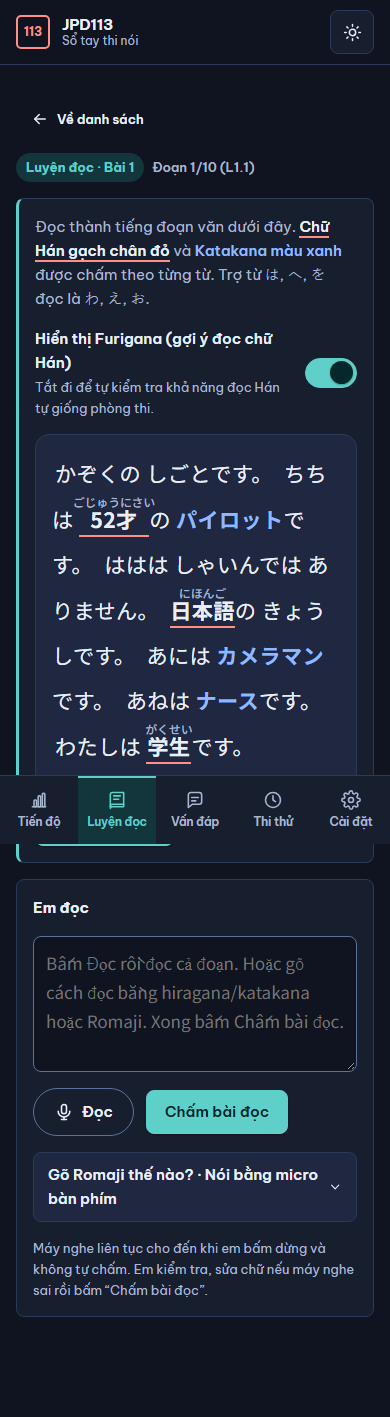 113
JPD113
Sổ tay thi nói
Về danh sách
Luyện đọc · Bài 1
Đoạn 1/10 (L1.1)
Đọc thành tiếng đoạn văn dưới đây. Chữ
Hán gạch chân đỏ và Katakana màu xanh
được chấm theo từng từ. Trợ từ は, へ, を
đọc là わ, え, お.
Hiển thị Furigana (gợi ý đọc chữ
Hán)
Tắt đi để tự kiểm tra khả năng đọc Hán
tự giống phòng thi.
かぞくの しごとです。 ちち
ごじゅうにさい
は 52才 の パイロットで
す。 ははは しゃいんでは あ
にほんご
りません。 日本語の きょう
しです。 あには カメラマン
です。 あねは ナースです。
がくせい
わたしは 学生です。
Tiến độ
Luyện đọc
Vấn đáp
Thi thử
Cài đặt
Em đọc
Bấm Đọc rồi đọc cả đoạn. Hoặc gõ
cách đọc bằng hiragana/katakana
hoặc Romaji. Xong bấm Chấm bài đọc.
Đọc
Chấm bài đọc
Gõ Romaji thế nào? · Nói bằng micro
bàn phím
Máy nghe liên tục cho đến khi em bấm dừng và
không tự chấm. Em kiểm tra, sửa chữ nếu máy nghe
sai rồi bấm “Chấm bài đọc”.